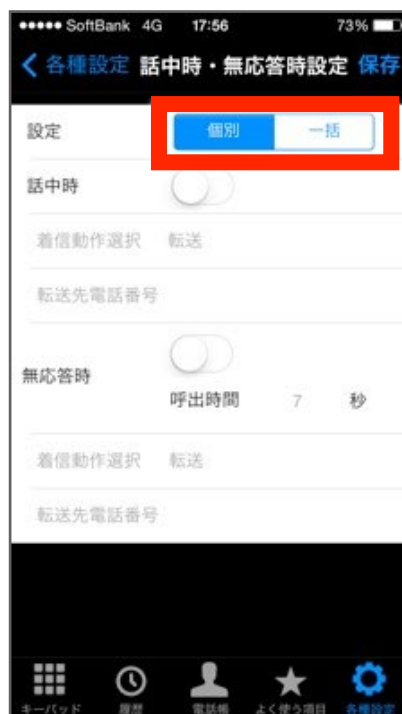 ●●●●● SoftBank 4G 17:56 73%
各種設定 話中時・無応答時設定 保存
設定 個別 一括
話中時
着信動作選択 転送
転送先電話番号
無応答時
呼出時間 7 秒
着信動作選択 転送
転送先電話番号
キーパッド 履歴 電話帳 よく使う項目 各種設定